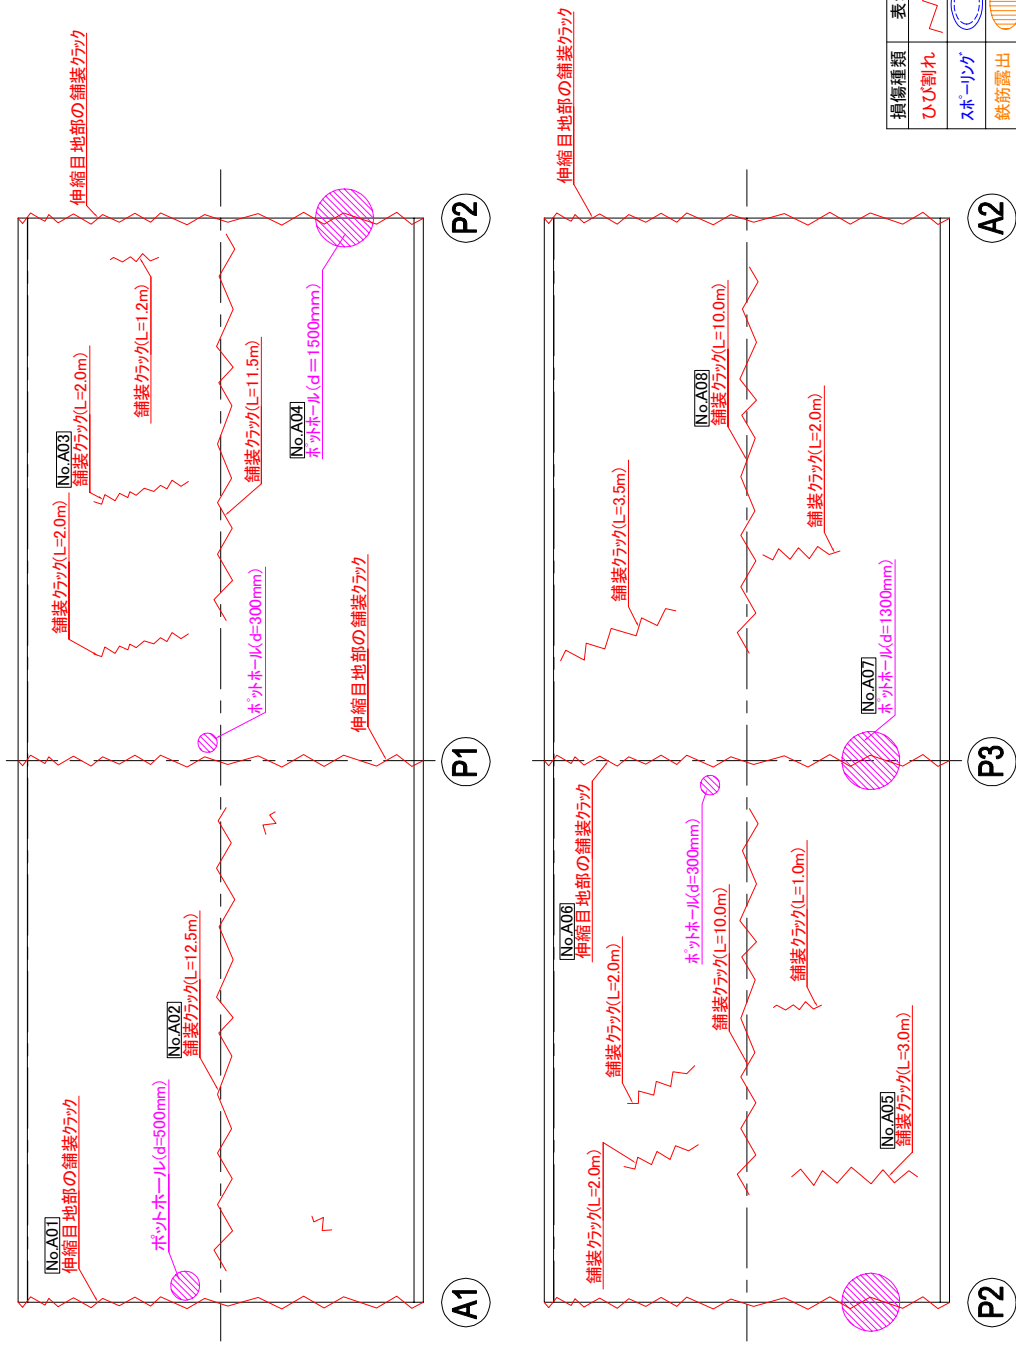 No.A01
伸縮目地部の舗装クラック
ポットホール(d=500mm)
No.A02
舗装クラック(L=12.5m)
舗装クラック(L=2.0m)
No.A03
舗装クラック(L=2.0m)
舗装クラック(L=1.2m)
伸縮目地部の舗装クラック
ポットホール(d=300mm)
舗装クラック(L=11.5m)
No.A04
ポットホール(d=1500mm)
伸縮目地部の舗装クラック
A1
P1
P2
舗装クラック(L=2.0m)
舗装クラック(L=2.0m)
No.A06
伸縮目地部の舗装クラック
ポットホール(d=300mm)
舗装クラック(L=10.0m)
舗装クラック(L=1.0m)
No.A05
舗装クラック(L=3.0m)
舗装クラック(L=3.5m)
No.A08
舗装クラック(L=10.0m)
舗装クラック(L=2.0m)
No.A07
ポットホール(d=1300mm)
伸縮目地部の舗装クラック
P2
P3
A2
損傷種類
ひび割れ
スポーリング
鉄筋露出